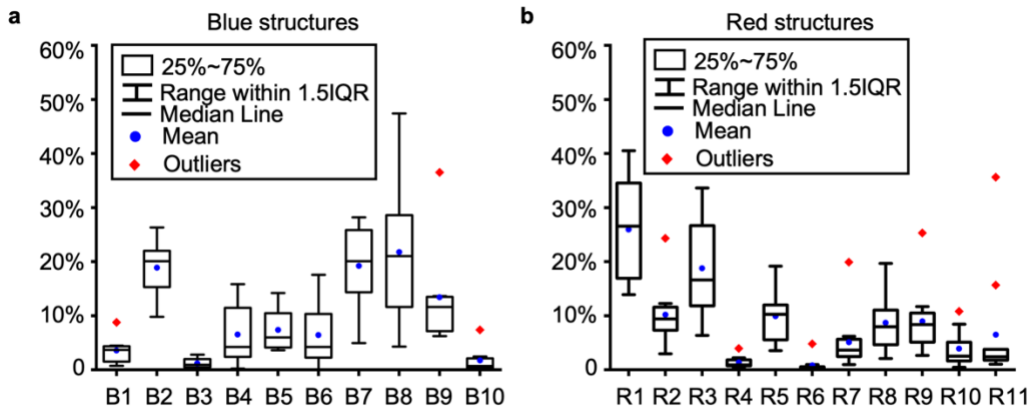 a
Blue structures
60%
50%
40%
30%
20%
10%
0
25%~75%
Range within 1.5IQR
Median Line
Mean
Outliers
B1 B2 B3 B4 B5 B6 B7 B8 B9 B10
b
Red structures
60%
50%
40%
30%
20%
10%
0
25%~75%
Range within 1.5IQR
Median Line
Mean
Outliers
R1 R2 R3 R4 R5 R6 R7 R8 R9 R10 R11